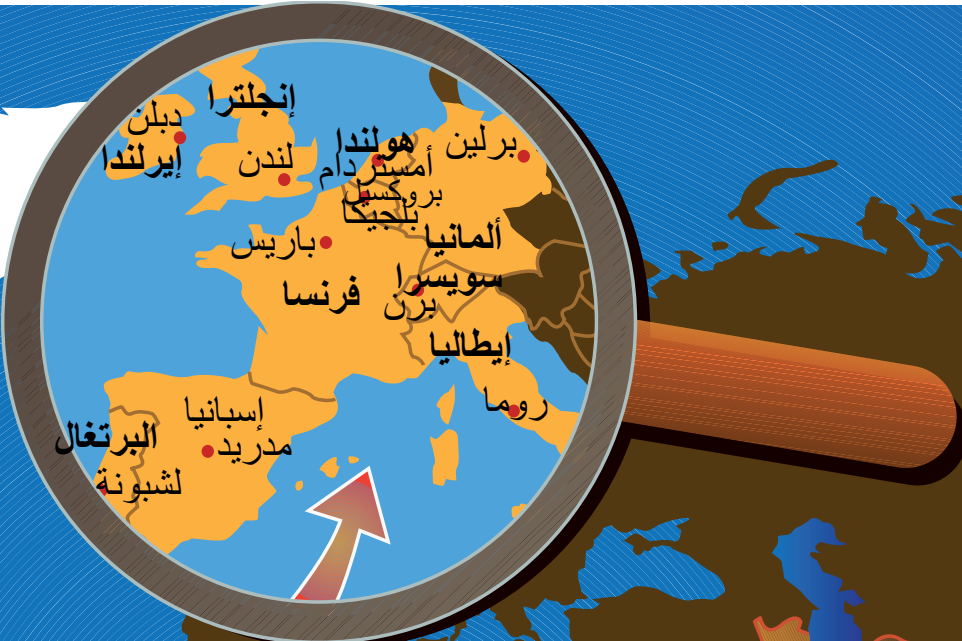 إنجلترا
دبلن
إيرلندا
لندن
هولندا
أمستردام
برلين
بروكسيل
بلجيكا
ألمانيا
باريس
سويسرا
برن
فرنسا
إيطاليا
روما
إسبانيا
مدريد
البرتغال
لشبونة